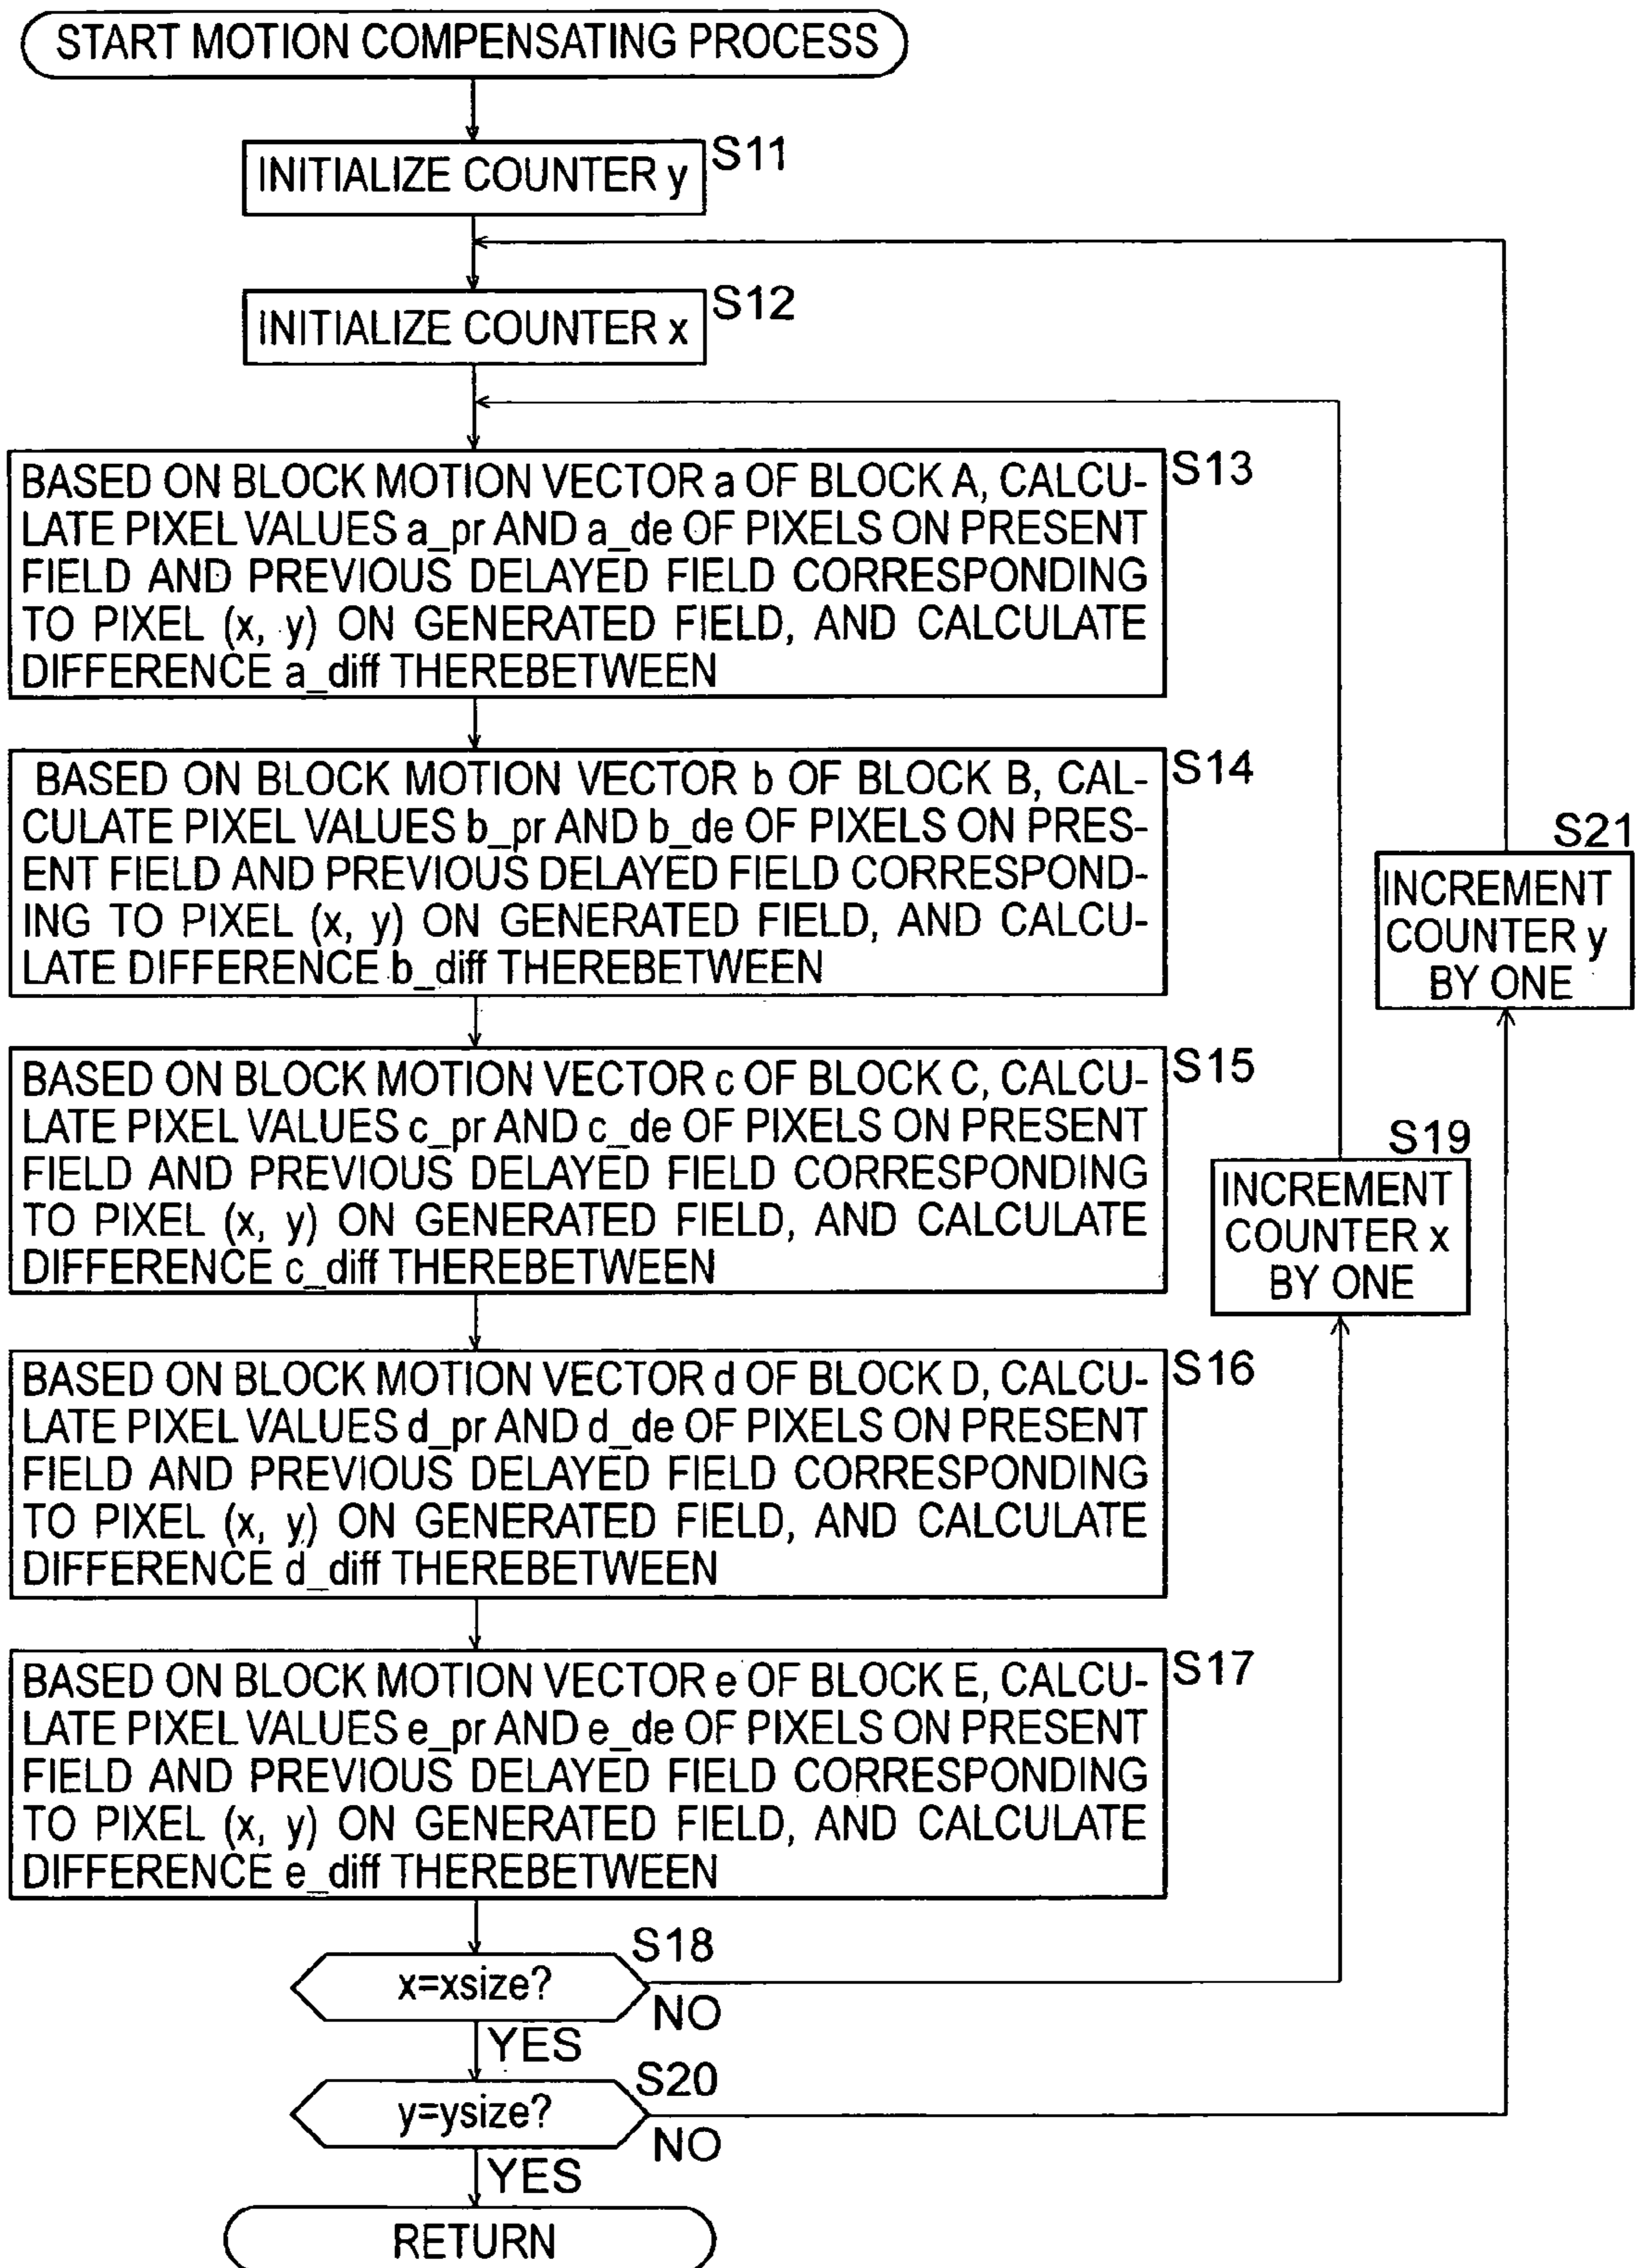 START MOTION COMPENSATING PROCESS
S11
INITIALIZE COUNTER y
S12
INITIALIZE COUNTER x
S13
BASED ON BLOCK MOTION VECTOR a OF BLOCK A, CALCU-
LATE PIXEL VALUES a_pr AND a_de OF PIXELS ON PRESENT
FIELD AND PREVIOUS DELAYED FIELD CORRESPONDING
TO PIXEL (x, y) ON GENERATED FIELD, AND CALCULATE
DIFFERENCE a_diff THEREBETWEEN
S14
BASED ON BLOCK MOTION VECTOR b OF BLOCK B, CAL-
CULATE PIXEL VALUES b_pr AND b_de OF PIXELS ON PRES-
ENT FIELD AND PREVIOUS DELAYED FIELD CORRESPOND-
ING TO PIXEL (x, y) ON GENERATED FIELD, AND CALCU-
LATE DIFFERENCE b_diff THEREBETWEEN
S21
INCREMENT
COUNTER y
BY ONE
S15
BASED ON BLOCK MOTION VECTOR c OF BLOCK C, CALCU-
LATE PIXEL VALUES c_pr AND c_de OF PIXELS ON PRESENT
FIELD AND PREVIOUS DELAYED FIELD CORRESPONDING
TO PIXEL (x, y) ON GENERATED FIELD, AND CALCULATE
DIFFERENCE c_diff THEREBETWEEN
S19
INCREMENT
COUNTER x
BY ONE
S16
BASED ON BLOCK MOTION VECTOR d OF BLOCK D, CALCU-
LATE PIXEL VALUES d_pr AND d_de OF PIXELS ON PRESENT
FIELD AND PREVIOUS DELAYED FIELD CORRESPONDING
TO PIXEL (x, y) ON GENERATED FIELD, AND CALCULATE
DIFFERENCE d_diff THEREBETWEEN
S17
BASED ON BLOCK MOTION VECTOR e OF BLOCK E, CALCU-
LATE PIXEL VALUES e_pr AND e_de OF PIXELS ON PRESENT
FIELD AND PREVIOUS DELAYED FIELD CORRESPONDING
TO PIXEL (x, y) ON GENERATED FIELD, AND CALCULATE
DIFFERENCE e_diff THEREBETWEEN
S18
x=xsize?
NO
YES
S20
y=ysize?
NO
YES
RETURN